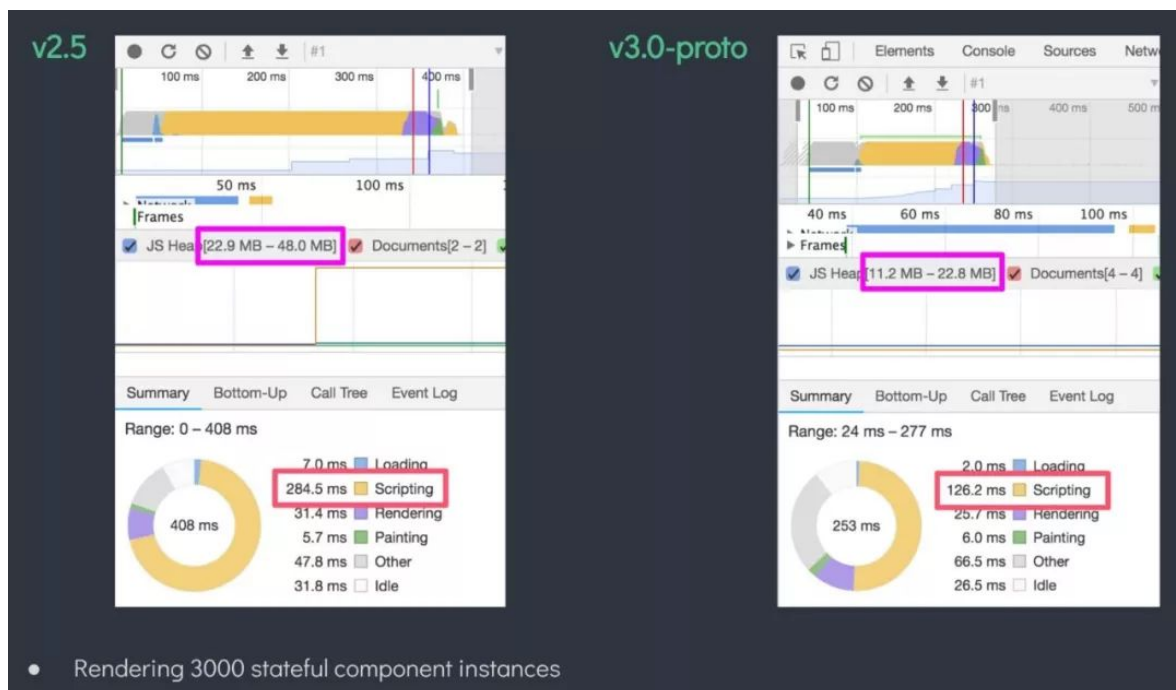 v2.5
#1
100 ms 200 ms 300 ms 400 ms
50 ms 100 ms
Network
Frames
JS Hea [22.9 MB – 48.0 MB] Documents[2 – 2]
Summary Bottom-Up Call Tree Event Log
Range: 0 – 408 ms
408 ms
7.0 ms Loading
284.5 ms Scripting
31.4 ms Rendering
5.7 ms Painting
47.8 ms Other
31.8 ms Idle
v3.0-proto
Elements Console Sources Netw
#1
100 ms 200 ms 300 ms 400 ms 500 m
40 ms 60 ms 80 ms 100 ms
Network
Frames
JS Heap [11.2 MB – 22.8 MB] Documents[4 – 4]
Summary Bottom-Up Call Tree Event Log
Range: 24 ms – 277 ms
253 ms
2.0 ms Loading
126.2 ms Scripting
25.7 ms Rendering
6.0 ms Painting
66.5 ms Other
26.5 ms Idle
● Rendering 3000 stateful component instances